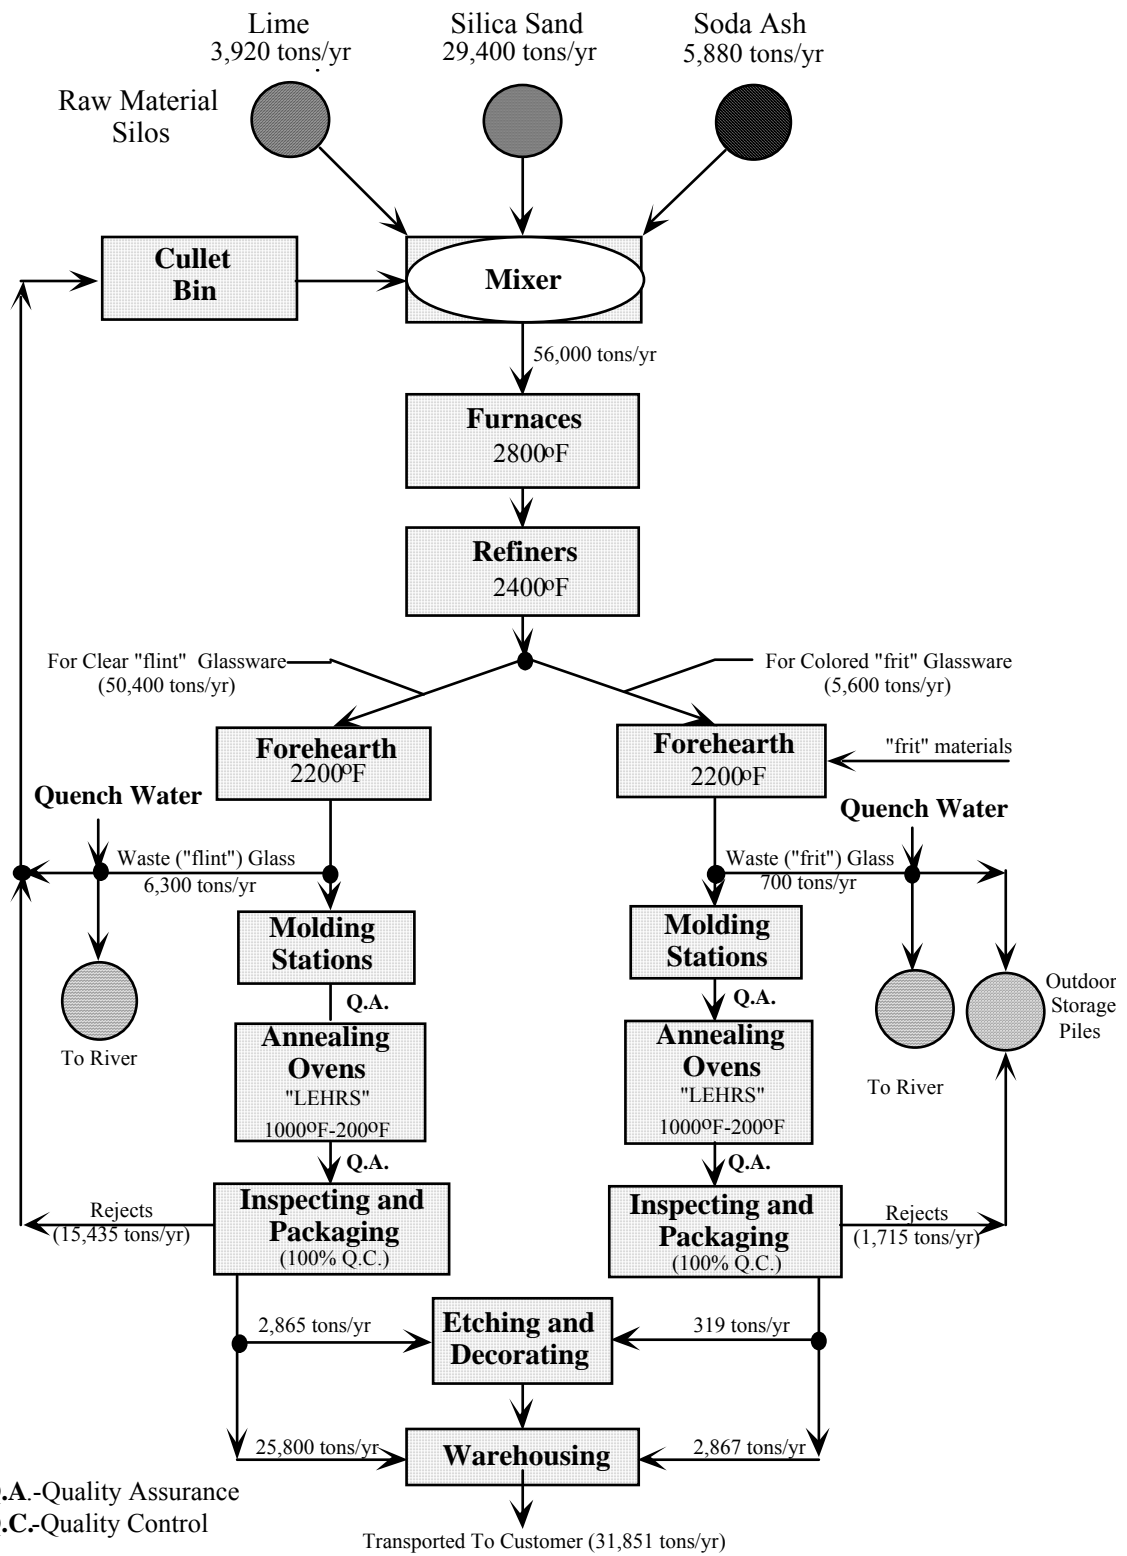 Lime
3,920 tons/yr
Silica Sand
29,400 tons/yr
Soda Ash
5,880 tons/yr
Raw Material
Silos
Cullet
Bin
Mixer
56,000 tons/yr
Furnaces
2800ºF
Refiners
2400ºF
For Clear "flint" Glassware
(50,400 tons/yr)
For Colored "frit" Glassware
(5,600 tons/yr)
Forehearth
2200ºF
Forehearth
2200ºF
"frit" materials
Quench Water
Quench Water
Waste ("flint") Glass
6,300 tons/yr
Waste ("frit") Glass
700 tons/yr
Molding
Stations
Molding
Stations
Q.A.
Q.A.
To River
To River
Outdoor
Storage
Piles
Annealing
Ovens
"LEHRS"
1000ºF-200ºF
Annealing
Ovens
"LEHRS"
1000ºF-200ºF
Q.A.
Q.A.
Rejects
(15,435 tons/yr)
Inspecting and
Packaging
(100% Q.C.)
Inspecting and
Packaging
(100% Q.C.)
Rejects
(1,715 tons/yr)
2,865 tons/yr
Etching and
Decorating
319 tons/yr
25,800 tons/yr
Warehousing
2,867 tons/yr
.A.-Quality Assurance
.C.-Quality Control
Transported To Customer (31,851 tons/yr)